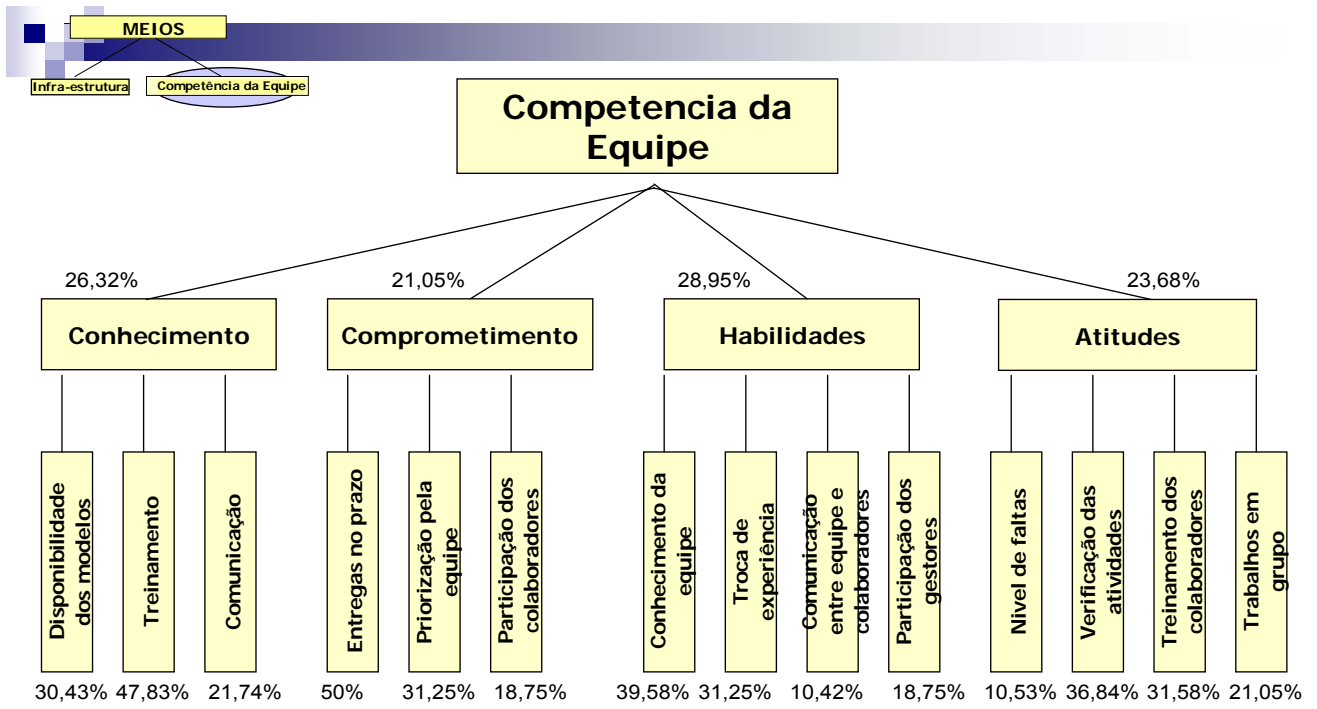 MEIOS
Infra-estrutura
Competência da Equipe
Competencia da
Equipe
26,32%
21,05%
28,95%
23,68%
Conhecimento
Comprometimento
Habilidades
Atitudes
Disponibilidade
dos modelos
Treinamento
Comunicação
Entregas no prazo
Priorização pela
equipe
Participação dos
colaboradores
Conhecimento da
equipe
Troca de
experiência
Comunicação
entre equipe e
colaboradores
Participação dos
gestores
Nivel de faltas
Verificação das
atividades
Treinamento dos
colaboradores
Trabalhos em
grupo
30,43%
47,83%
21,74%
50%
31,25%
18,75%
39,58%
31,25%
10,42%
18,75%
10,53%
36,84%
31,58%
21,05%